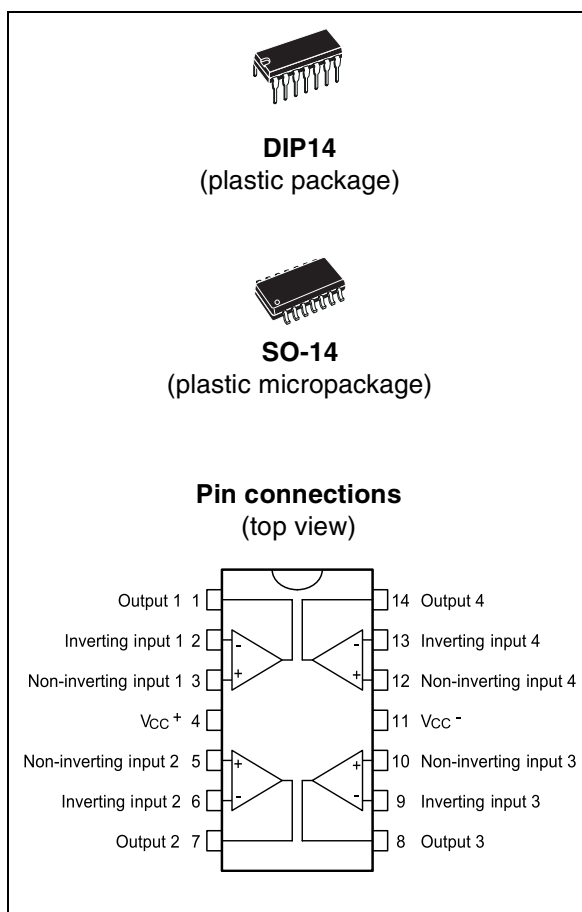 DIP14
(plastic package)
SO-14
(plastic micropackage)
Pin connections
(top view)
Output 1 1 14 Output 4
Inverting input 1 2 - - 13 Inverting input 4
Non-inverting input 1 3 + + 12 Non-inverting input 4
VCC + 4 11 VCC -
Non-inverting input 2 5 + + 10 Non-inverting input 3
Inverting input 2 6 - - 9 Inverting input 3
Output 2 7 8 Output 3